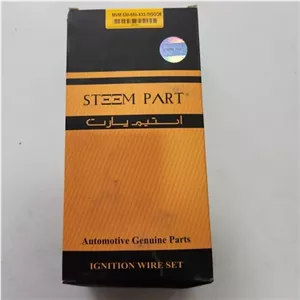 STEEM PART
استیم پارت
Automotive Genuine Parts
IGNITION WIRE SET